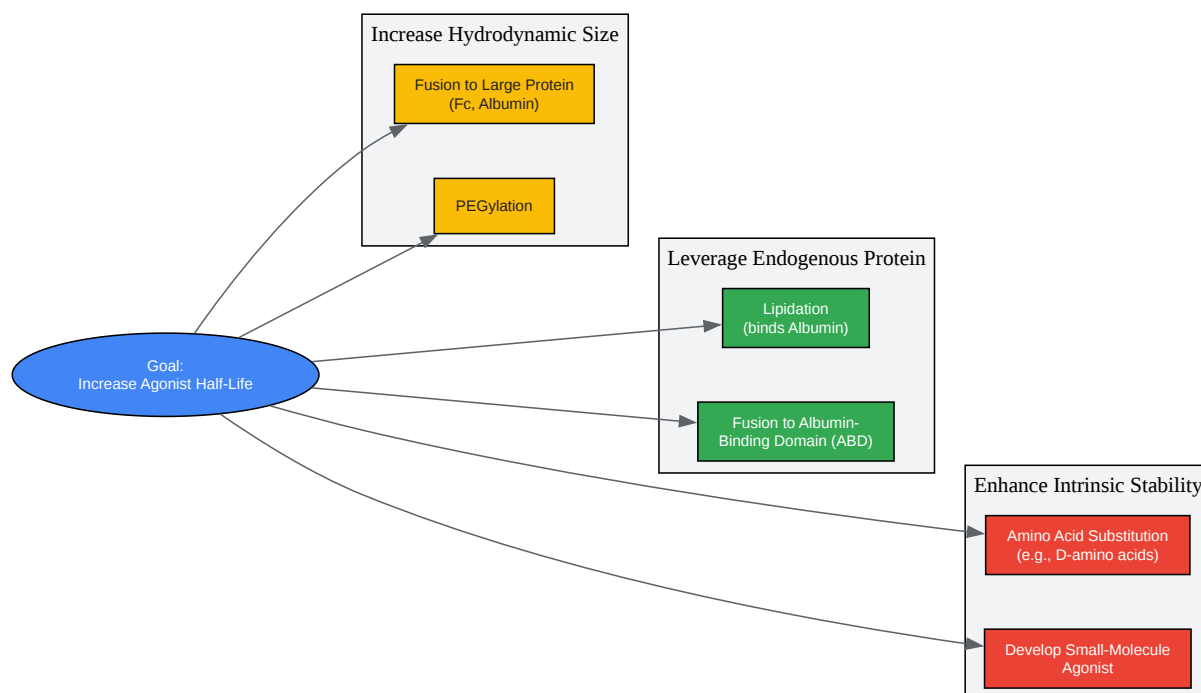 Increase Hydrodynamic Size
Fusion to Large Protein
(Fc, Albumin)
PEGylation
Leverage Endogenous Protein
Lipidation
(binds Albumin)
Goal:
Increase Agonist Half-Life
Fusion to Albumin-
Binding Domain (ABD)
Enhance Intrinsic Stability
Amino Acid Substitution
(e.g., D-amino acids)
Develop Small-Molecule
Agonist